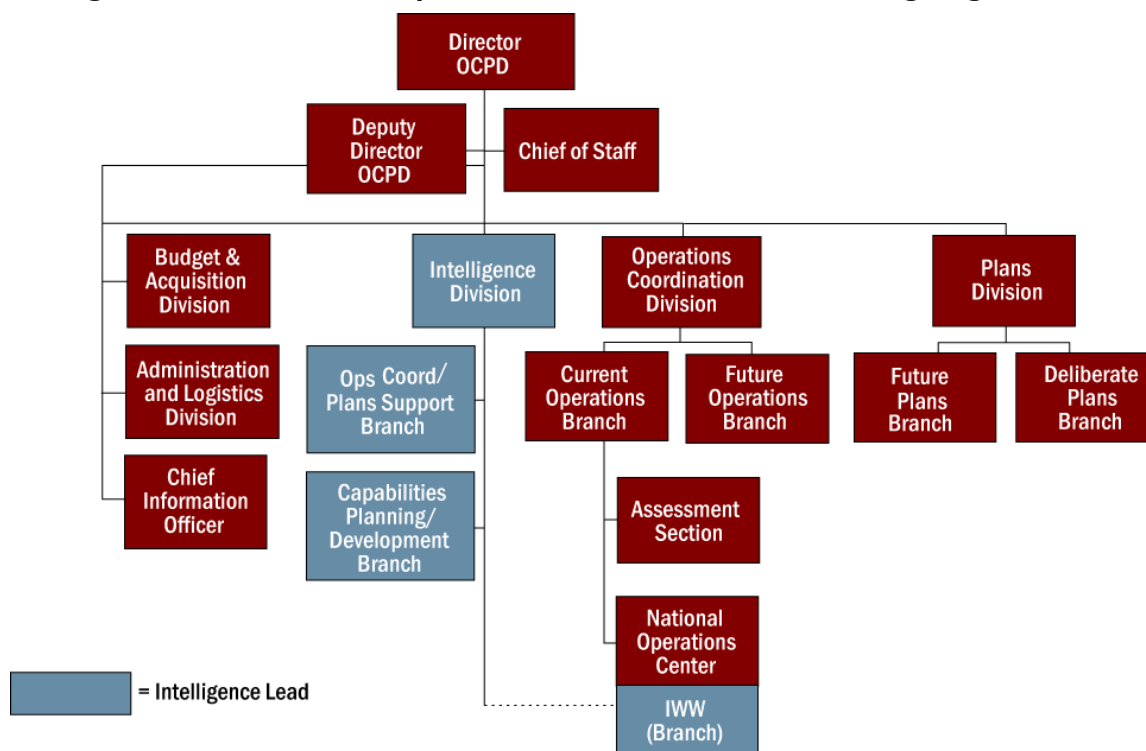 Director
OCPD
Deputy
Director
OCPD
Chief of Staff
Budget &
Acquisition
Division
Intelligence
Division
Operations
Coordination
Division
Plans
Division
Administration
and Logistics
Division
Ops Coord/
Plans Support
Branch
Current
Operations
Branch
Future
Operations
Branch
Future
Plans
Branch
Deliberate
Plans
Branch
Chief
Information
Officer
Capabilities
Planning/
Development
Branch
Assessment
Section
National
Operations
Center
IWW
(Branch)
= Intelligence Lead